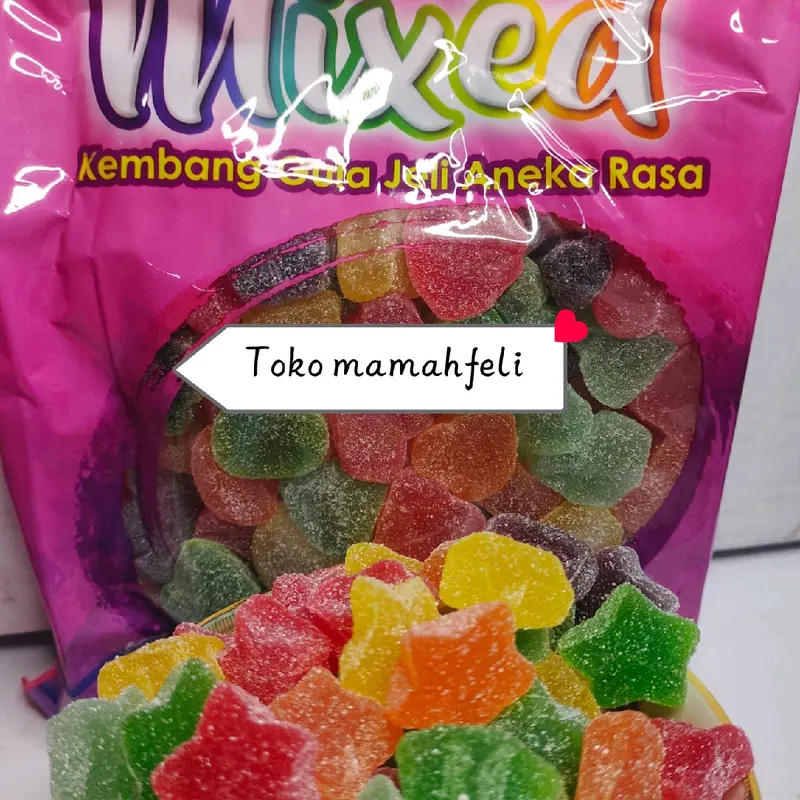 Mixed
Kembang Gula Jeli Aneka Rasa
Toko mamahfeli